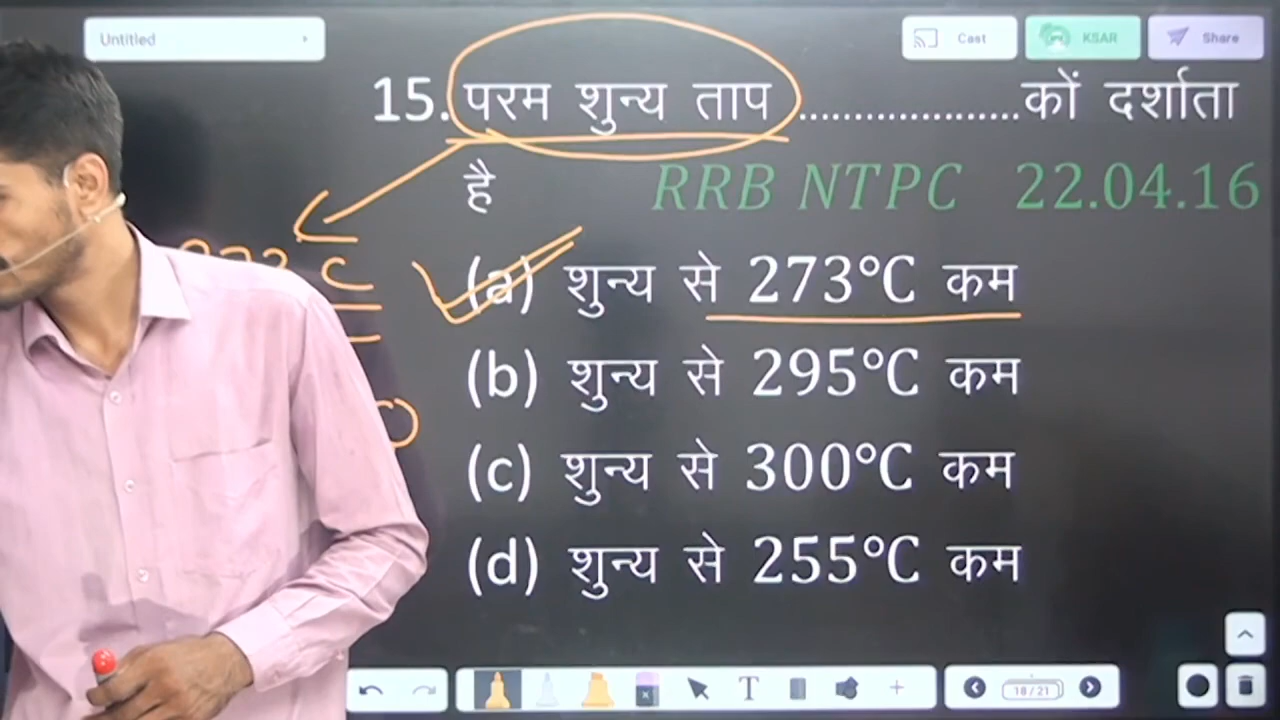 Untitled
Cast
KSAR
Share
15. परम शुन्य ताप ....................कों दर्शाता
है
RRB NTPC 22.04.16
C
(a) शुन्य से 273°C कम
(b) शुन्य से 295°C कम
(c) शुन्य से 300°C कम
(d) शुन्य से 255°C कम
T
18/21